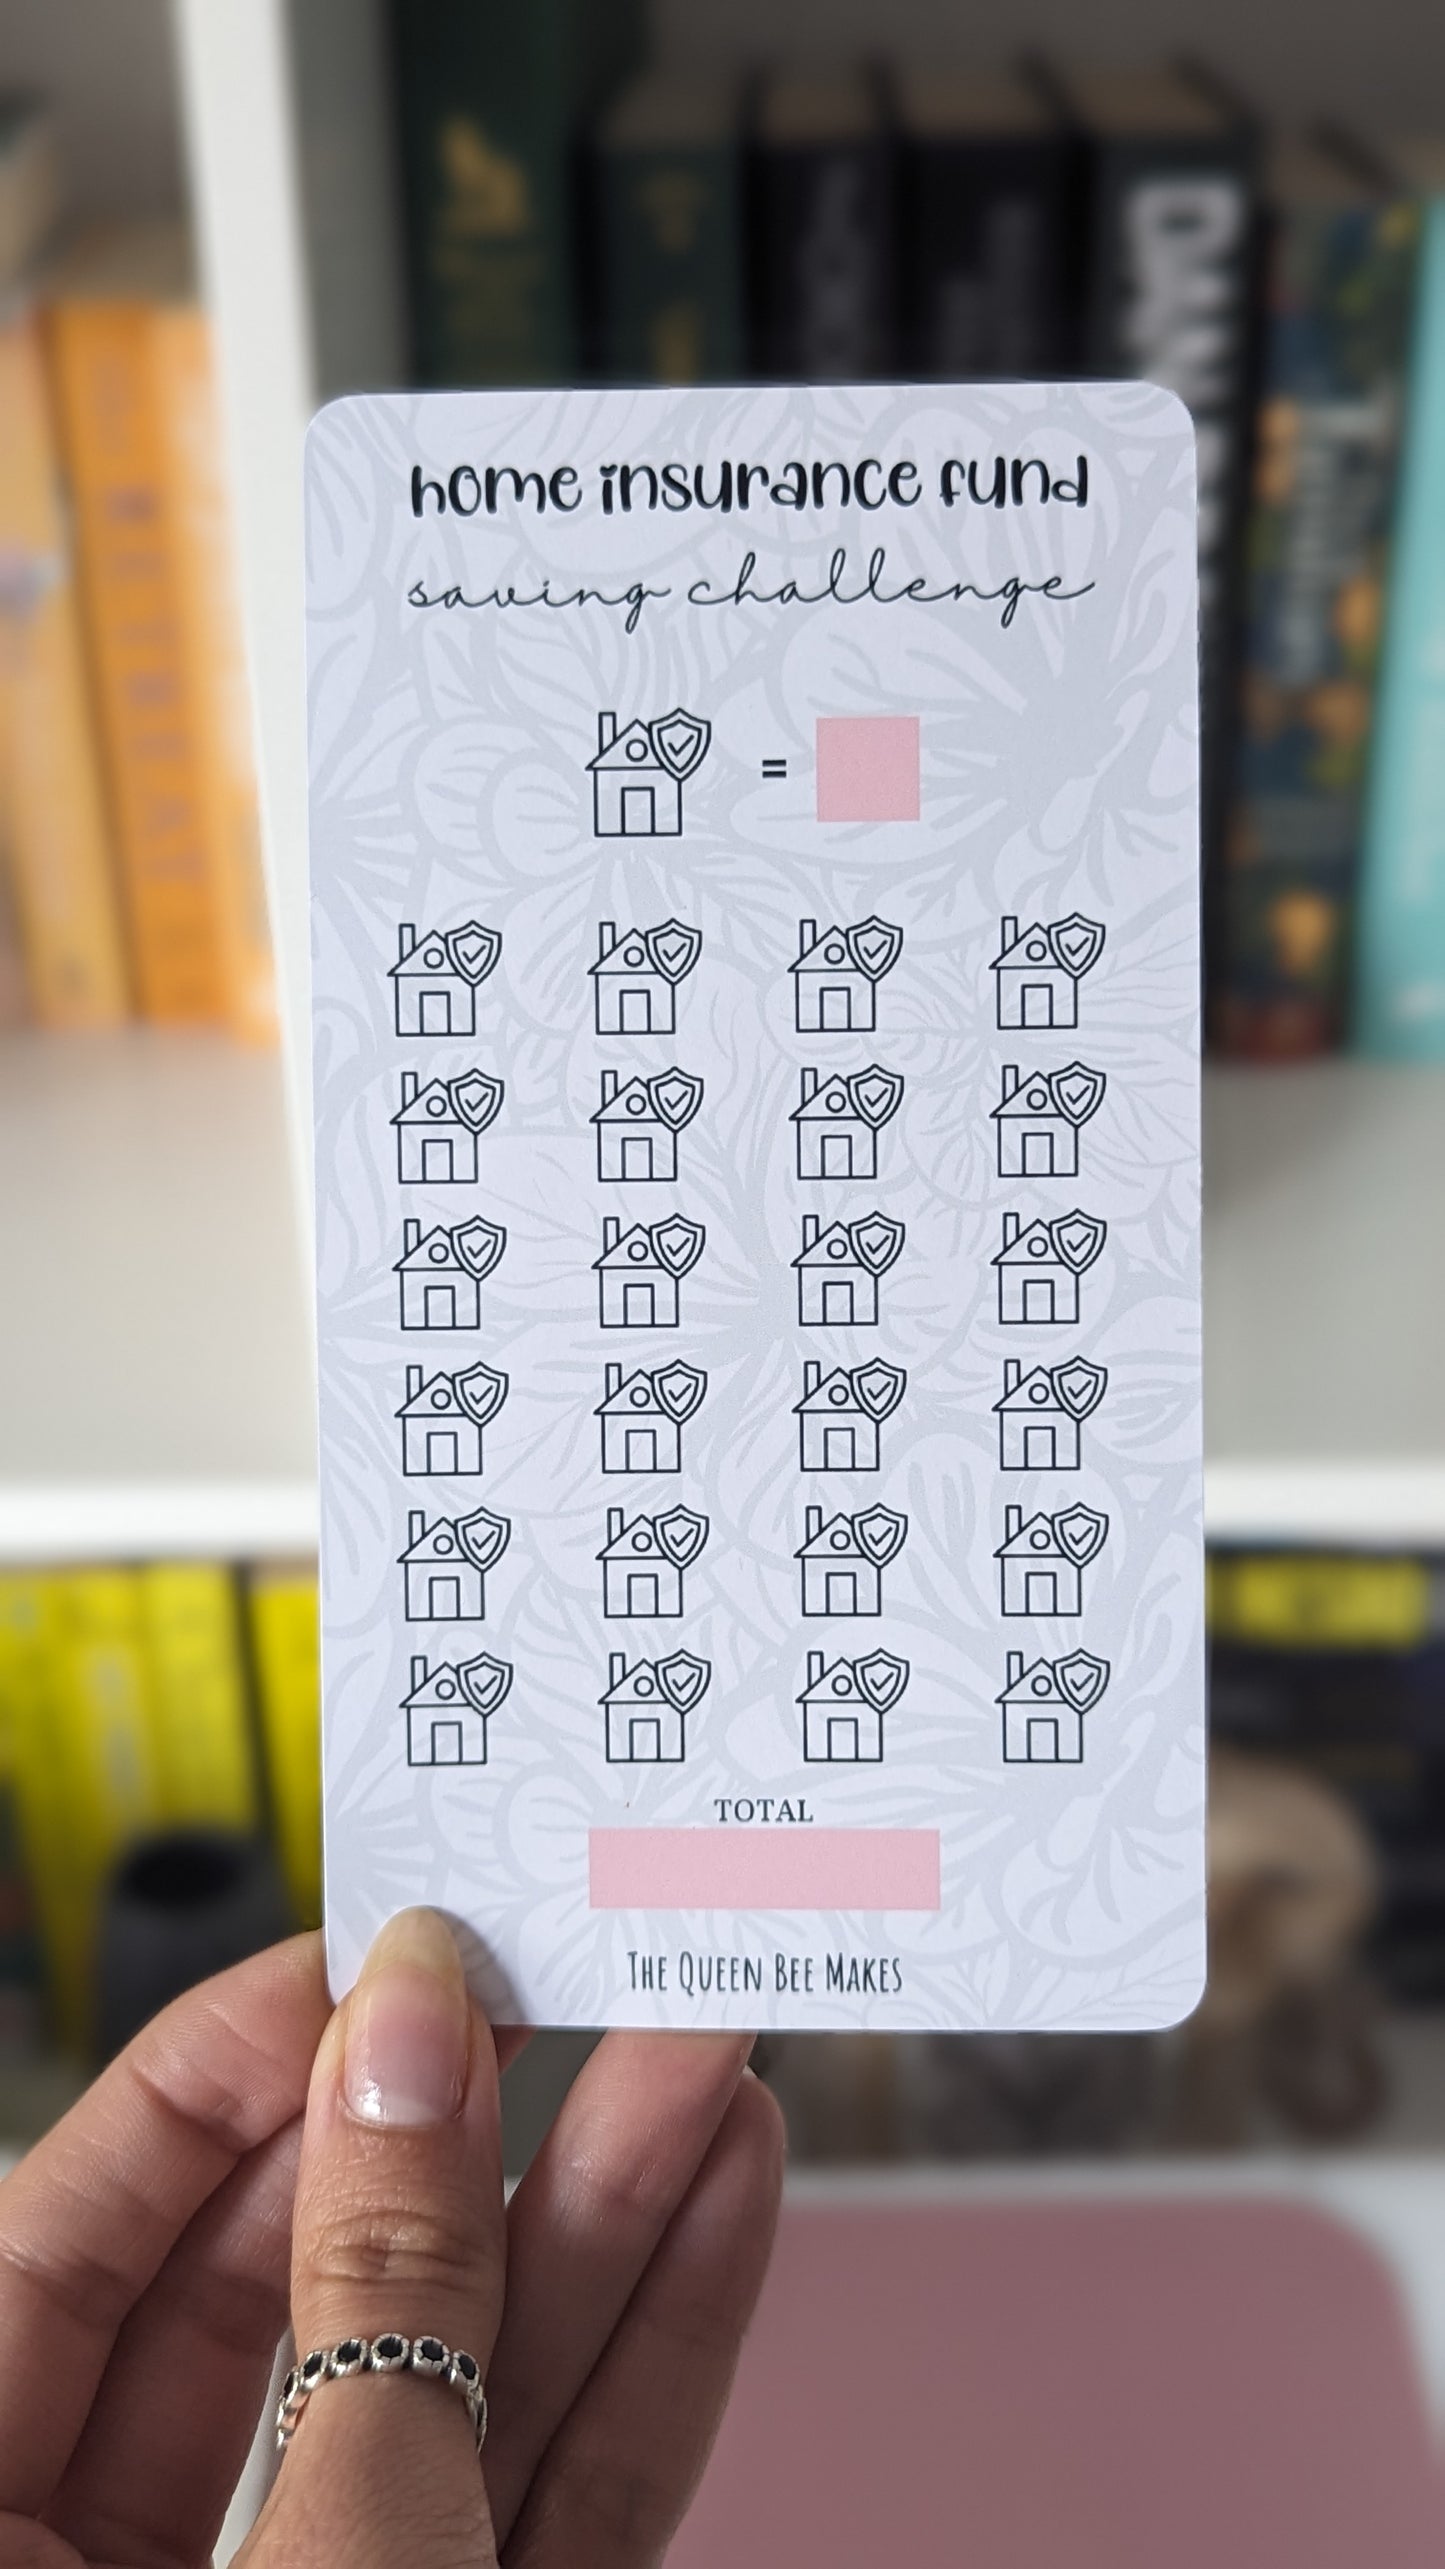 home insurance fund
saving challenge
=
TOTAL
THE QUEEN BEE MAKES